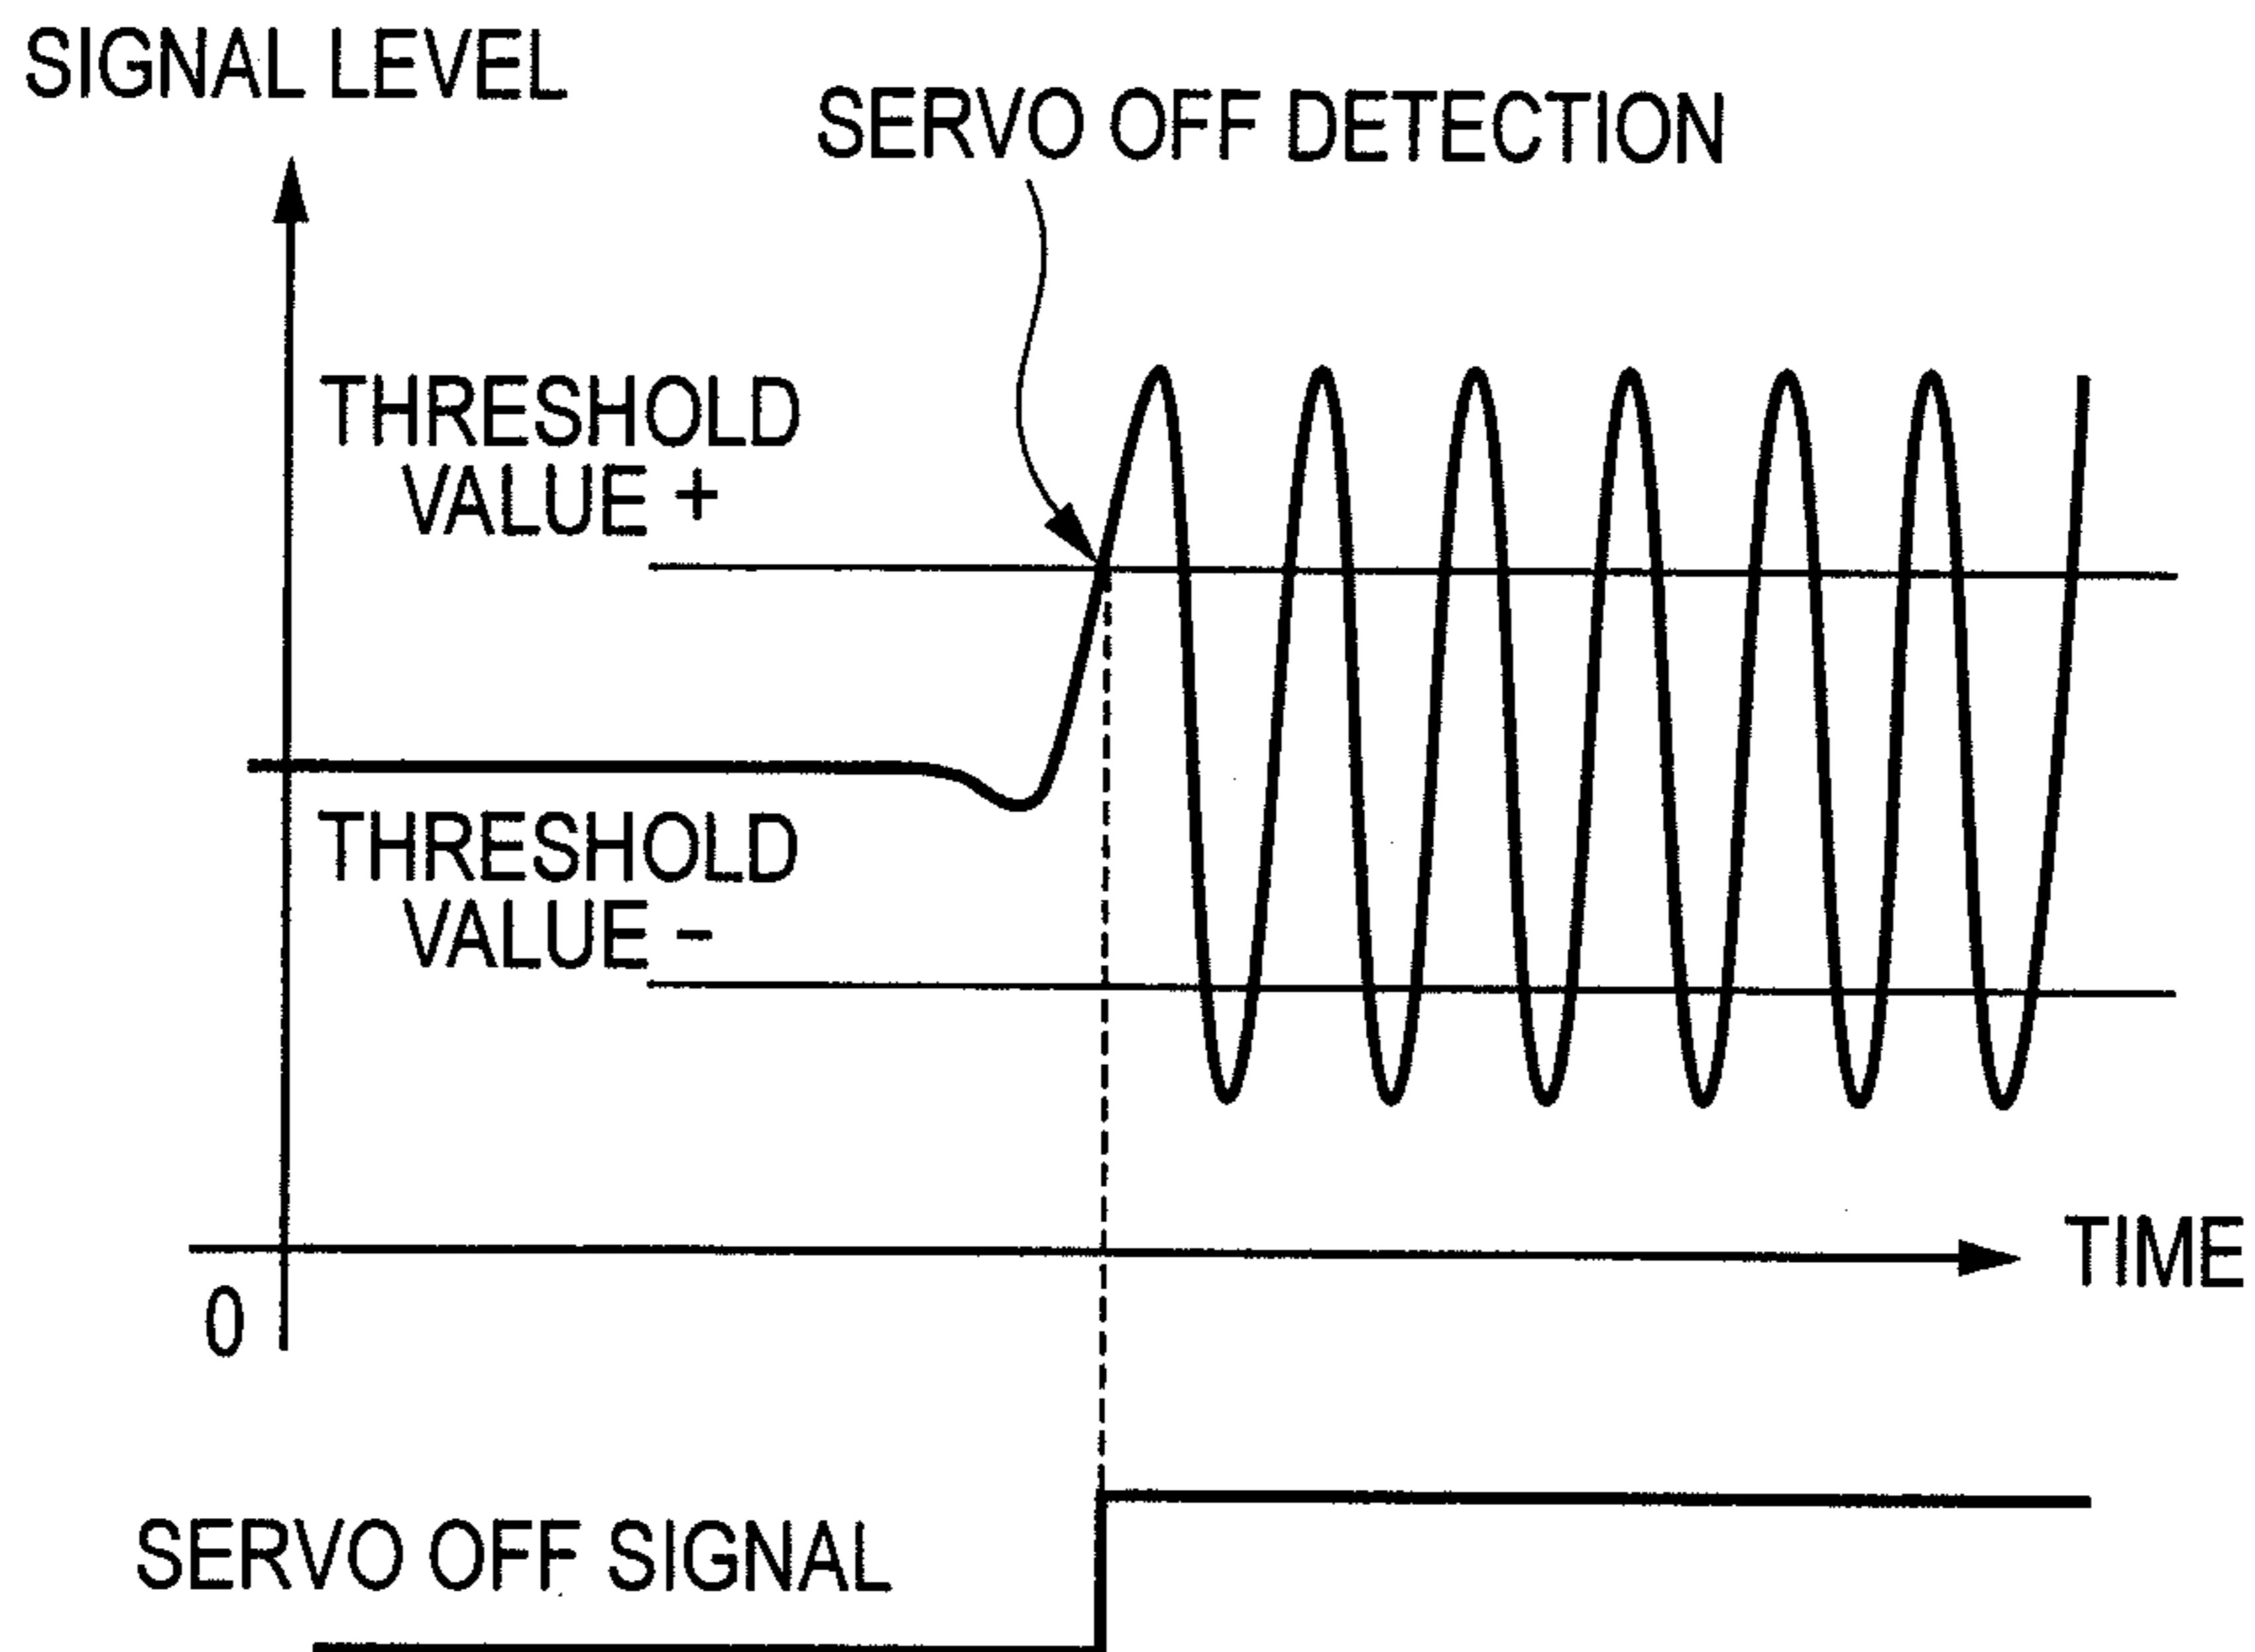 SIGNAL LEVEL
SERVO OFF DETECTION
THRESHOLD
VALUE +
THRESHOLD
VALUE -
TIME
0
SERVO OFF SIGNAL